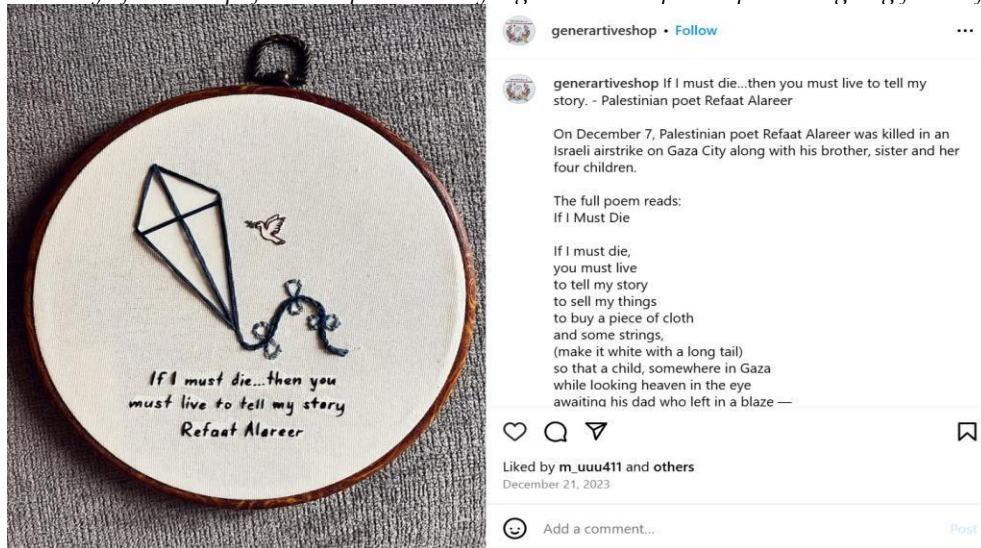 If I must die...then you
must live to tell my story
Refaat Alareer
generartiveshop • Follow
generartiveshop If I must die...then you must live to tell my
story. - Palestinian poet Refaat Alareer
On December 7, Palestinian poet Refaat Alareer was killed in an
Israeli airstrike on Gaza City along with his brother, sister and her
four children.
The full poem reads:
If I Must Die
If I must die,
you must live
to tell my story
to sell my things
to buy a piece of cloth
and some strings,
(make it white with a long tail)
so that a child, somewhere in Gaza
while looking heaven in the eye
awaiting his dad who left in a blaze —
Liked by m_uuu411 and others
December 21, 2023
Add a comment...
Post